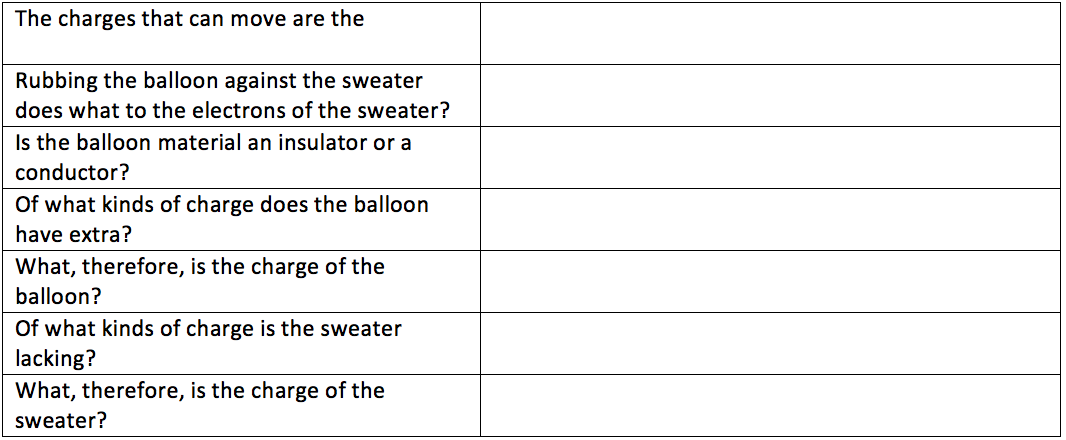 The charges that can move are the
Rubbing the balloon against the sweater
does what to the electrons of the sweater?
Is the balloon material an insulator or a
conductor?
Of what kinds of charge does the balloon
have extra?
What, therefore, is the charge of the
balloon?
Of what kinds of charge is the sweater
lacking?
What, therefore, is the charge of the
sweater?